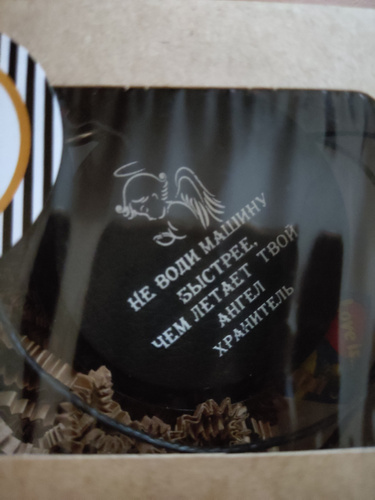 НЕ ВОДИ МАШИНУ
БЫСТРЕЕ,
ЧЕМ ЛЕТАЕТ ТВОЙ
АНГЕЛ
ХРАНИТЕЛЬ